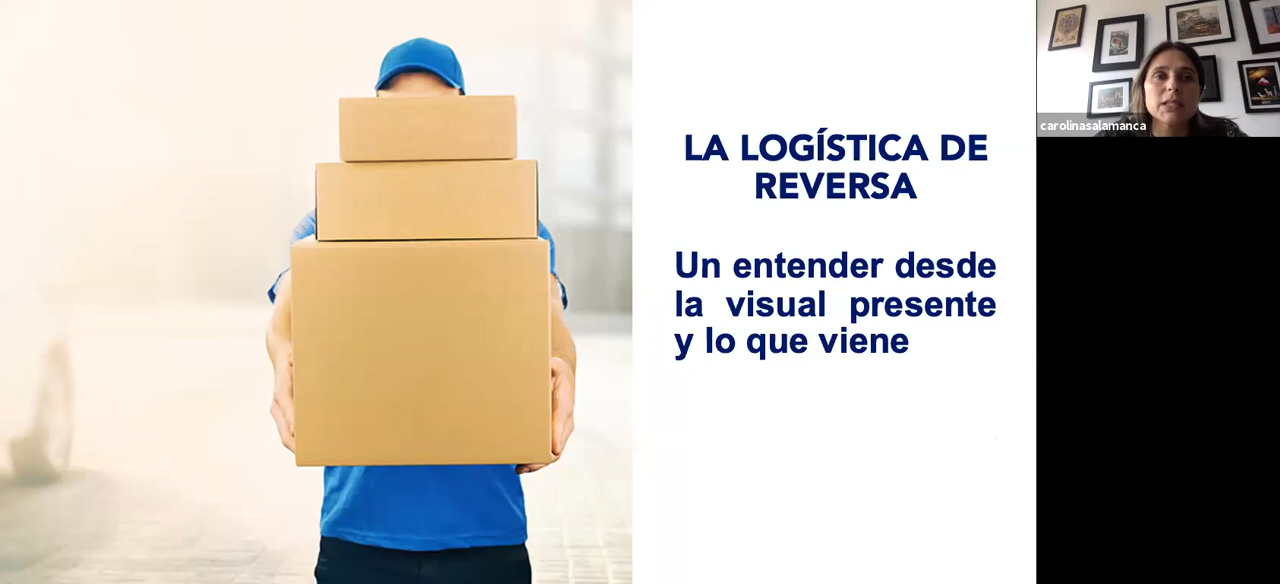 LA LOGÍSTICA DE
REVERSA
Un entender desde
la visual presente
y lo que viene
carolinasalamanca